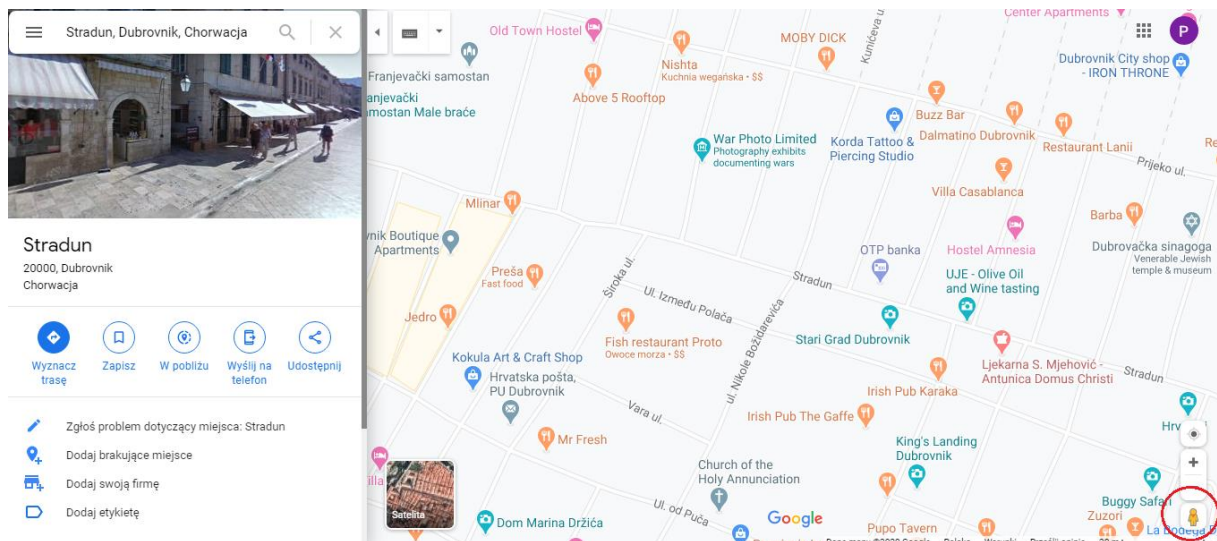 Stradun, Dubrovnik, Chorwacja
Stradun
20000, Dubrovnik
Chorwacja
Wyznacz
trasę
Zapisz
W pobliżu
Wyślij na
telefon
Udostępnij
Zgłoś problem dotyczący miejsca: Stradun
Dodaj brakujące miejsce
Dodaj swoją firmę
Dodaj etykietę
Center Apartments
P
Old Town Hostel
MOBY DICK
Kunićeva u
Dubrovnik City shop
- IRON THRONE
Nishta
Kuchnia wegańska • $$
Franjevački samostan
Above 5 Rooftop
anjevački
mostan Male braće
Buzz Bar
War Photo Limited
Photography exhibits
documenting wars
Korda Tattoo &
Piercing Studio
Dalmatino Dubrovnik
Restaurant Lanii
Re
Prijeko ul.
Villa Casablanca
Mlinar
Barba
vnik Boutique
Apartments
OTP banka
Hostel Amnesia
Dubrovačka sinagoga
Venerable Jewish
temple & museum
Preša
Fast food
Široka ul.
Stradun
UJE - Olive Oil
and Wine tasting
Ul. Između Polača
Jedro
Fish restaurant Proto
Owoce morza • $$
ul. Nikole Božidarevića
Stari Grad Dubrovnik
Kokula Art & Craft Shop
Ljekarna S. Mjehović -
Antunica Domus Christi
Stradun
Hrvatska pošta,
PU Dubrovnik
Irish Pub Karaka
Vara ul.
Irish Pub The Gaffe
Hrv
Mr Fresh
King's Landing
Dubrovnik
Church of the
Holy Annunciation
illa
Satelita
Ul. od Puča
Buggy Safari
Zuzori
Dom Marina Držića
Google
Pupo Tavern
La Bodega D